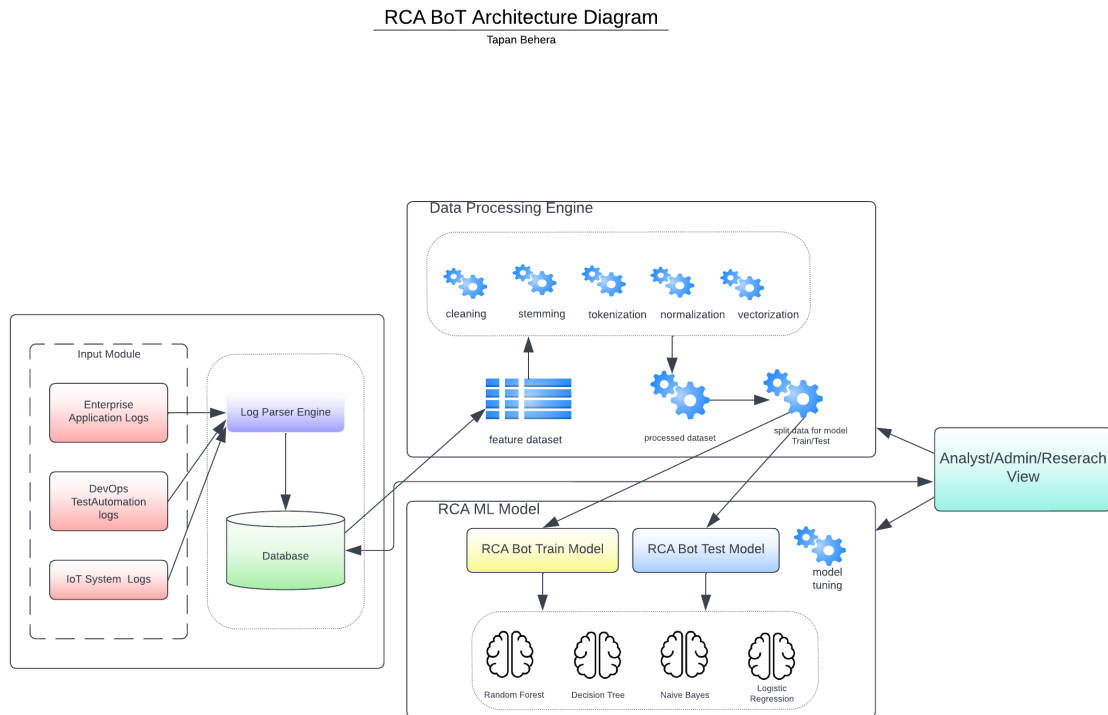 RCA BoT Architecture Diagram
Tapan Behera
Data Processing Engine
cleaning
stemming
tokenization
normalization
vectorization
Input Module
Enterprise
Application Logs
Log Parser Engine
feature dataset
processed dataset
split data for model
Train/Test
Analyst/Admin/Reserach
View
DevOps
TestAutomation
logs
Database
IoT System Logs
RCA ML Model
RCA Bot Train Model
RCA Bot Test Model
model
tuning
Random Forest
Decision Tree
Naive Bayes
Logistic
Regression